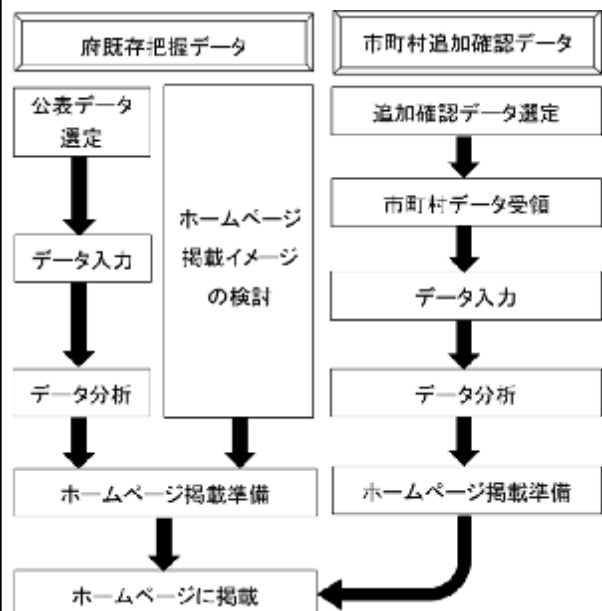 府既存把握データ
公表データ
選定
データ入力
データ分析
ホームページ
掲載イメージ
の検討
ホームページ掲載準備
ホームページに掲載
市町村追加確認データ
追加確認データ選定
市町村データ受領
データ入力
データ分析
ホームページ掲載準備